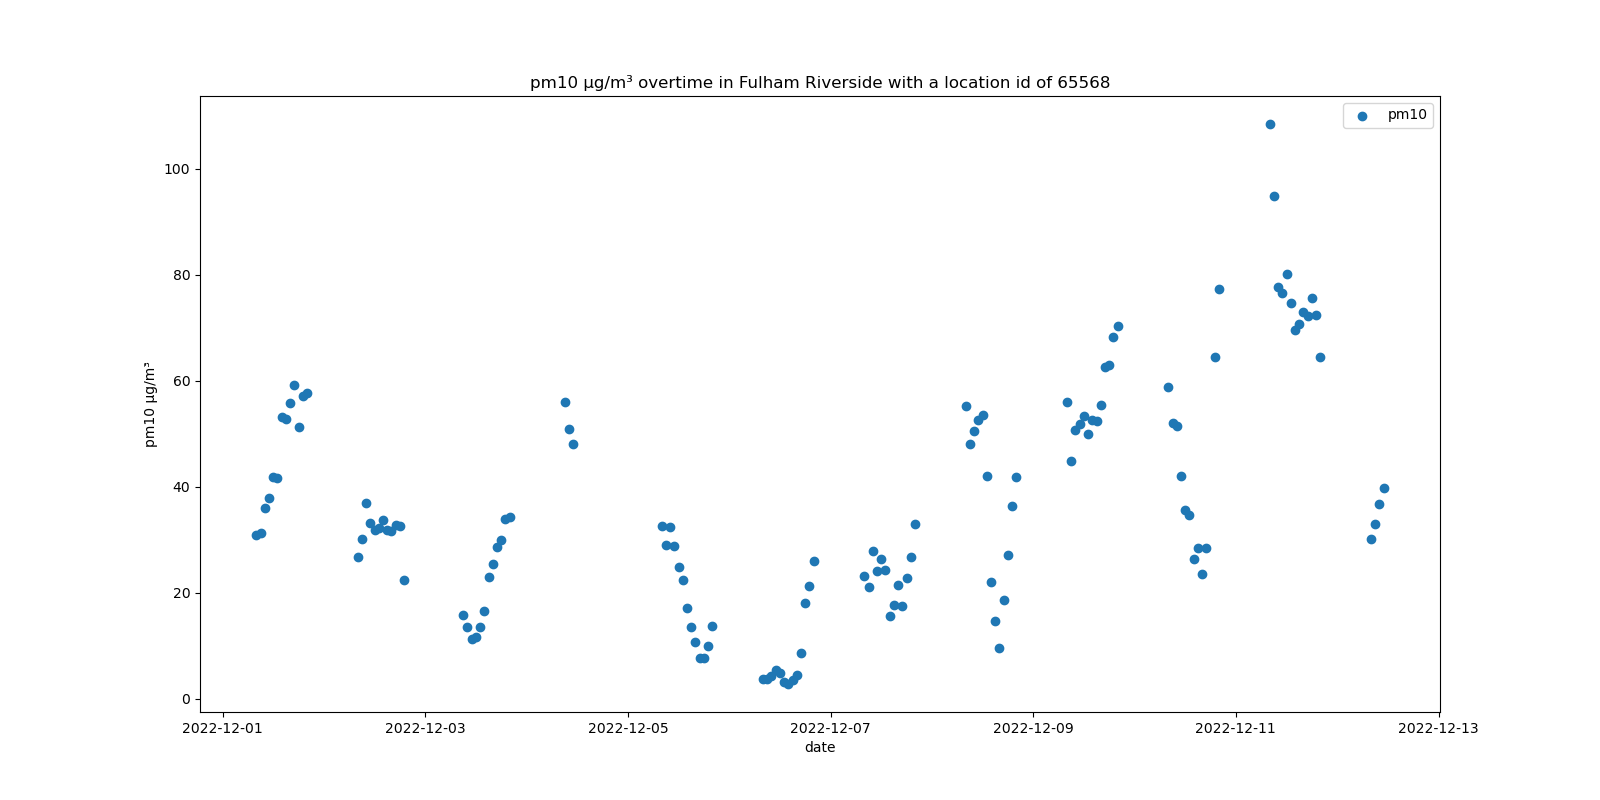 pm10 μg/m³ overtime in Fulham Riverside with a location id of 65568
pm10
100
80
60
40
20
0
pm10 μg/m³
2022-12-01 2022-12-03 2022-12-05 2022-12-07 2022-12-09 2022-12-11 2022-12-13
date